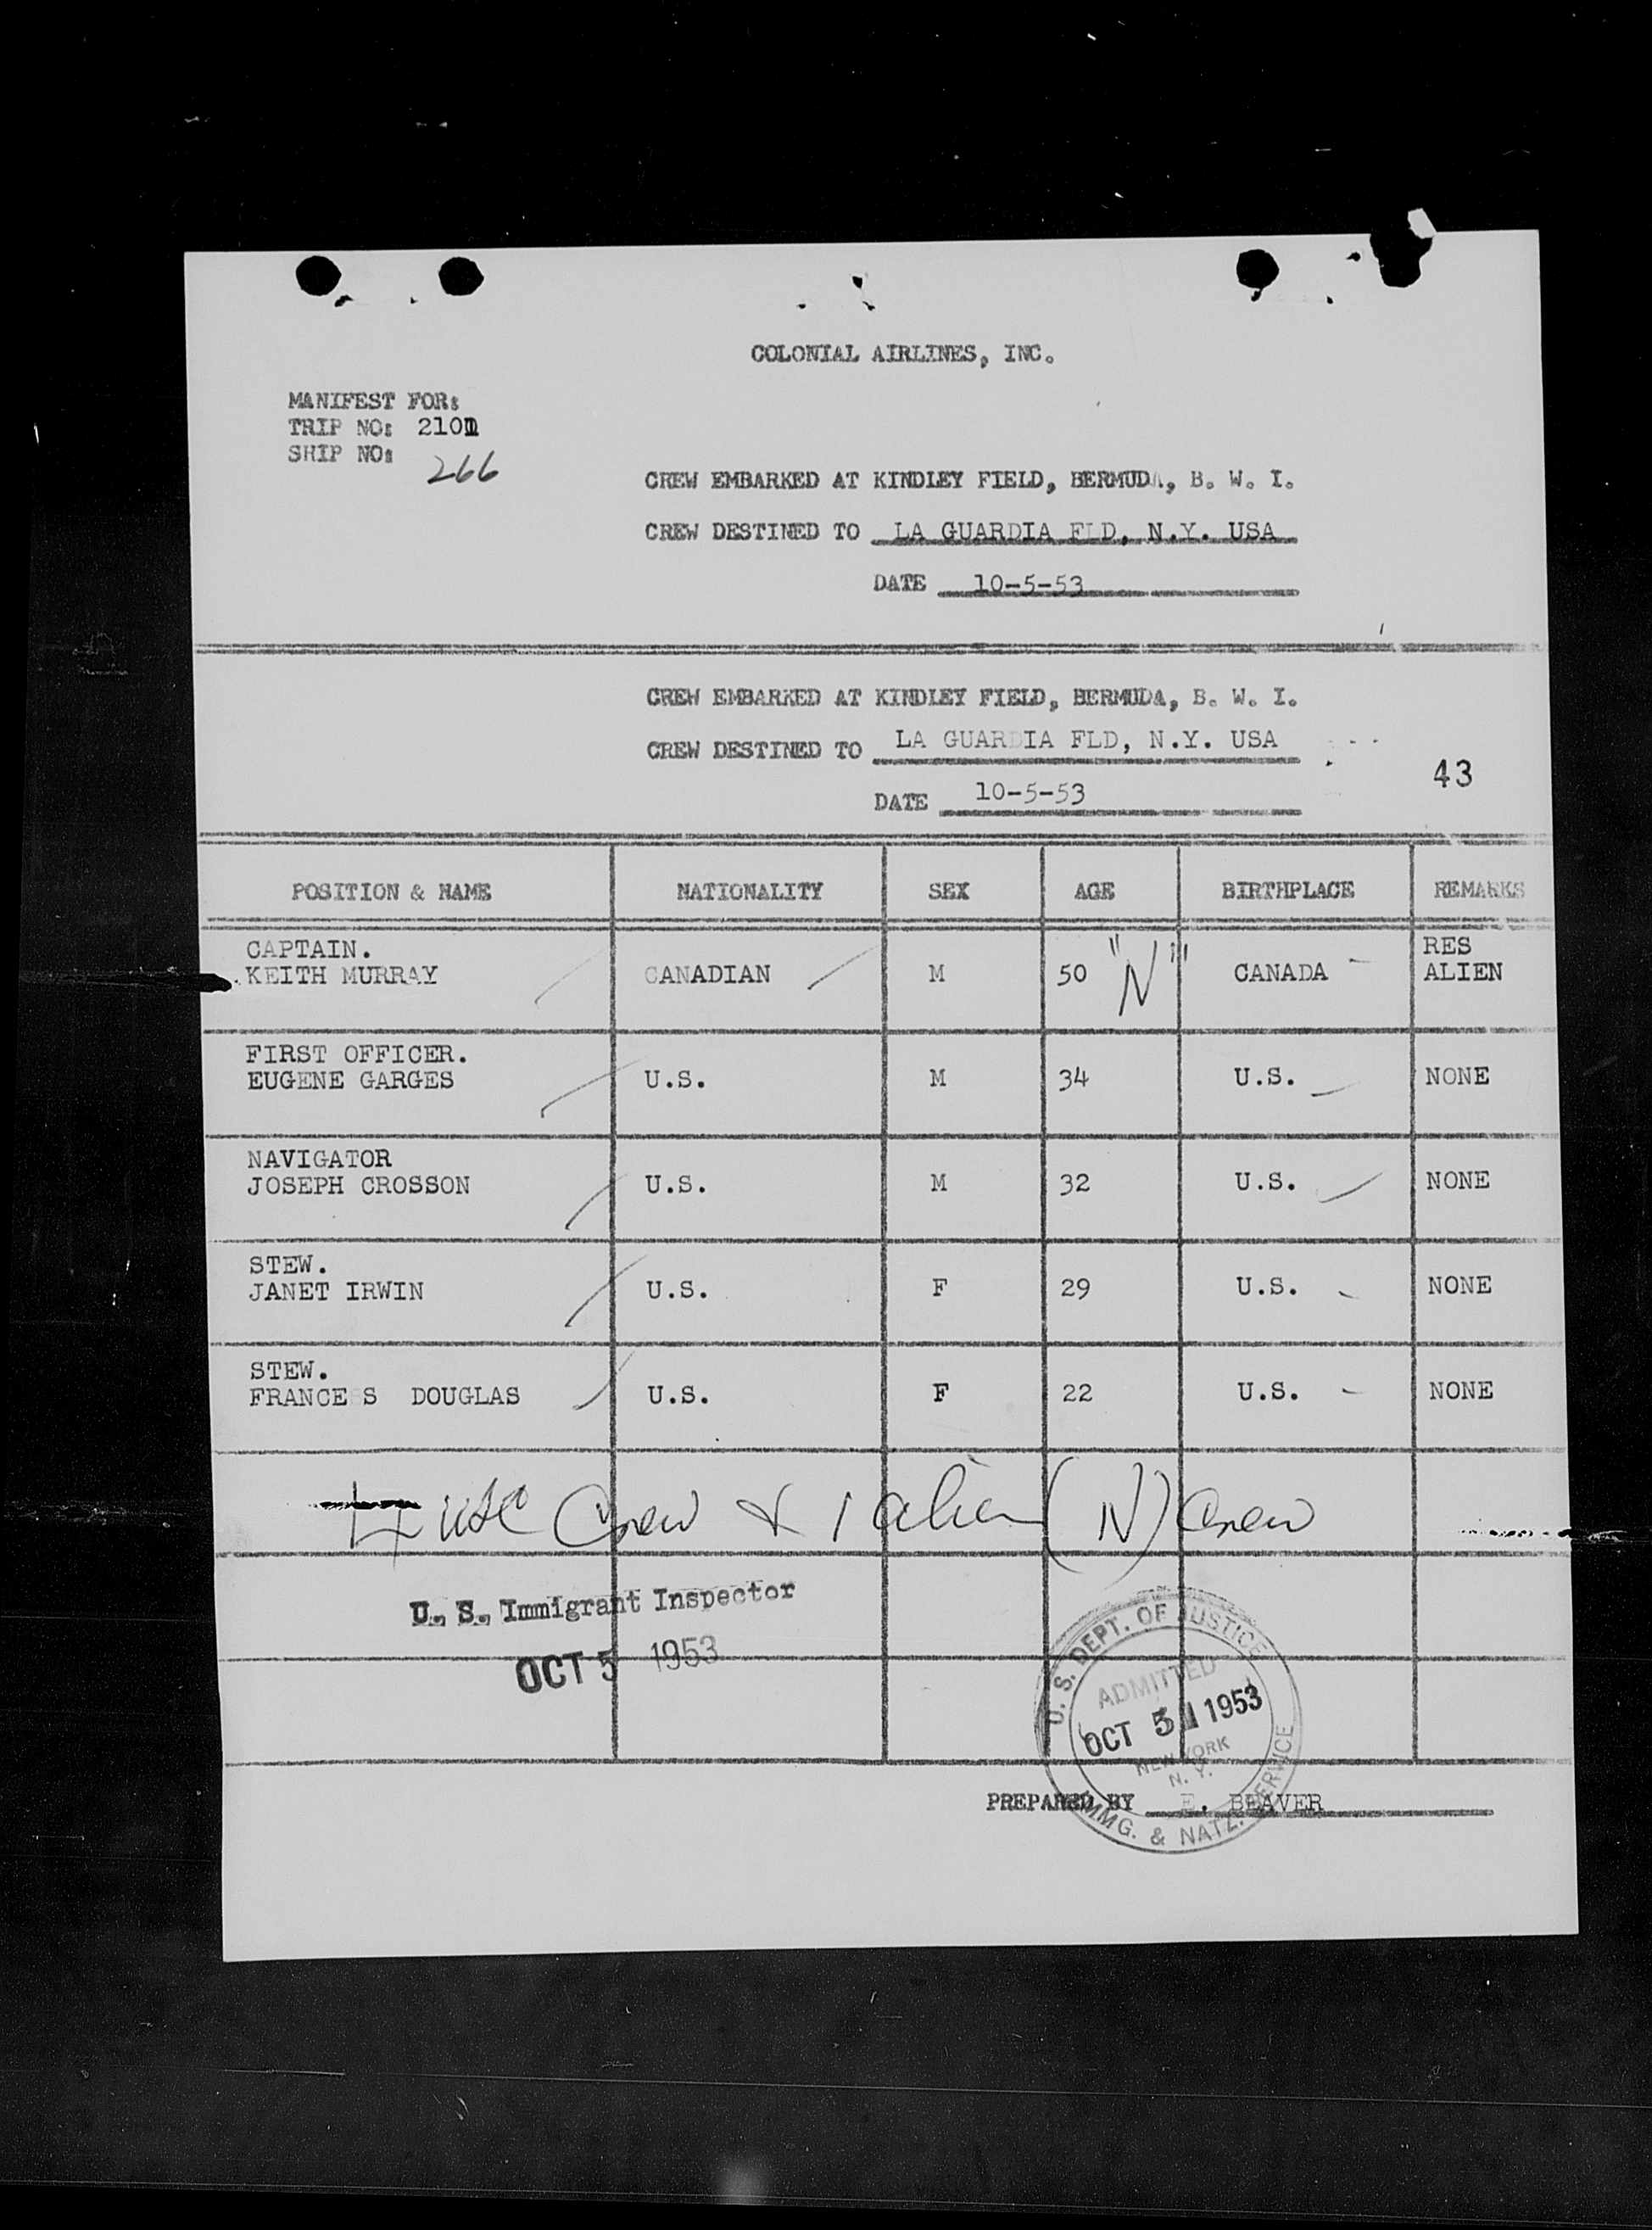 COLONIAL AIRLINES, INC.
MANIFEST FOR:
TRIP NO:
SHIP NO: 266
CREW EMBARKED AT KINDLEY FIELD, BERMUDA, B. W. I.
CREW DESTINED TO LA GUARDIA FLD, N.Y. USA
DATE 10-5-53
CREW EMBARKED AT KINDLEY FIELD, BERMUDA, B. W. I.
CREW DESTINED TO LA GUARDIA FLD, N.Y. USA
43
DATE 10-5-53
POSITION & NAME NATIONALITY SEX AGE BIRTHPLACE REMARKS
CAPTAIN. "N" RES
KEITH MURRAY CANADIAN M 50 CANADA ALIEN
FIRST OFFICER.
EUGENE GARGES U.S. M 34 U.S. NONE
NAVIGATOR
JOSEPH CROSSON U.S. M 32 U.S. NONE
STEW.
JANET IRWIN U.S. F 29 U.S. NONE
STEW.
FRANCE S DOUGLAS U.S. F 22 U.S. NONE
4 USC Crew & 1 alien (N) Crew
U. S. Immigrant Inspector
OCT 5 1953
U. S. DEPT. OF JUSTICE
ADMITTED
OCT 5 1953
NEW YORK
N. Y.
IMMG. & NATZ. SERVICE
PREPARED BY E. BEAVER